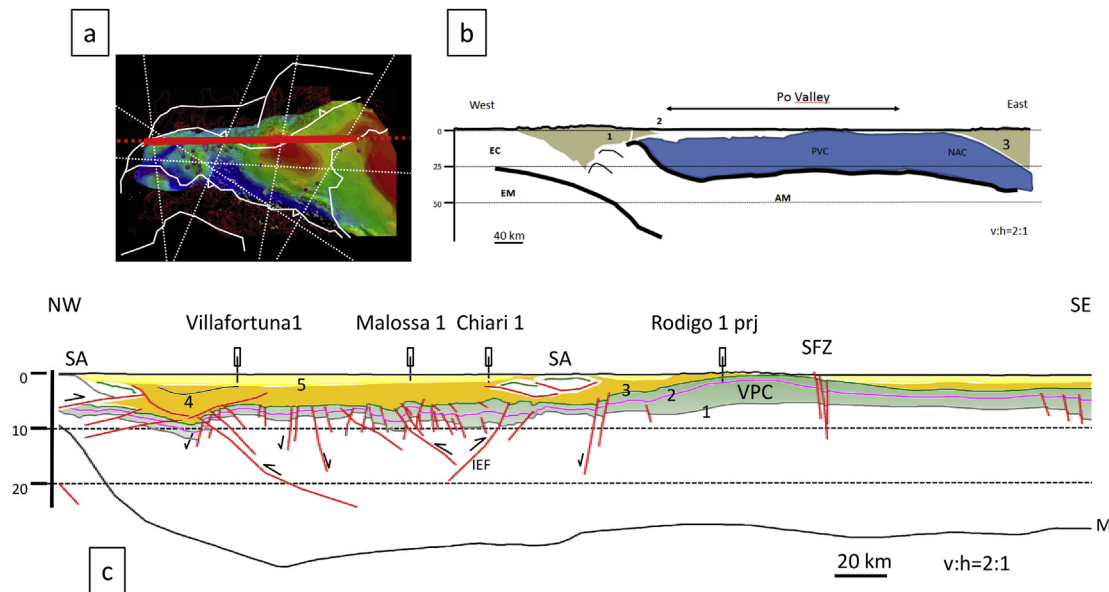 a
b
Po Valley
West
East
2
0
1
3
EC
PVC
NAC
25
EM
AM
50
40 km
v:h=2:1
NW
SE
Villafortuna1
Malossa 1
Chiari 1
Rodigo 1 prj
SA
SA
SFZ
0
5
4
3
2
VPC
1
10
IEF
20
M
20 km
v:h=2:1
c